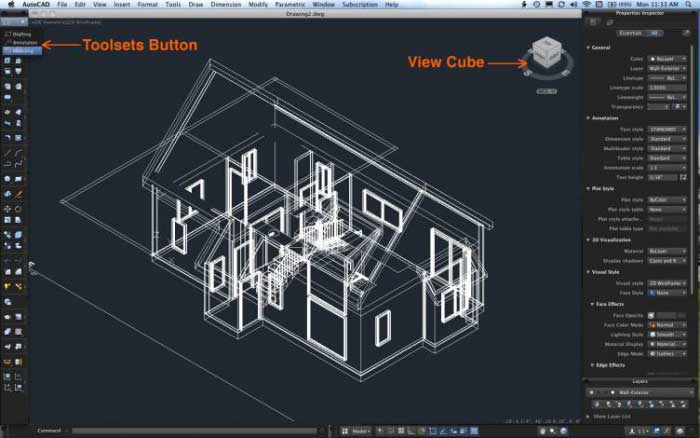 AutoCAD File Edit View Insert Format Tools Draw Dimension Modify Parametric Window Express Help (99%) Mon 11:33 AM
Drawing2.dwg
Properties Inspector
Drafting
Annotation
Modeling
Toolsets Button
View Cube
Essentials All
General
Color ByLayer
Layer Wall-Exterior
Linetype ByL...
Linetype scale 1.0000
Lineweight ByL...
Transparency
Annotation
Text style STANDARD
Dimension style Standard
Multileader style Standard
Table style Standard
Annotation scale 1:1
Text height 3/16"
Plot Style
Plot style ByColor
Plot style table None
Plot style attache...
Plot table type
3D Visualization
Material ByLayer
Display shadows Casts and R...
Visual Style
Visual style 2D Wireframe
Face Style None
Face Effects
Face Opacity
Face Color Mode Normal
Lighting Style Smooth
Material Display Material...
Edge Mode Isolines
Edge Effects
Layers
Wall-Exterior
Show Layer List
Command
Model
1:1